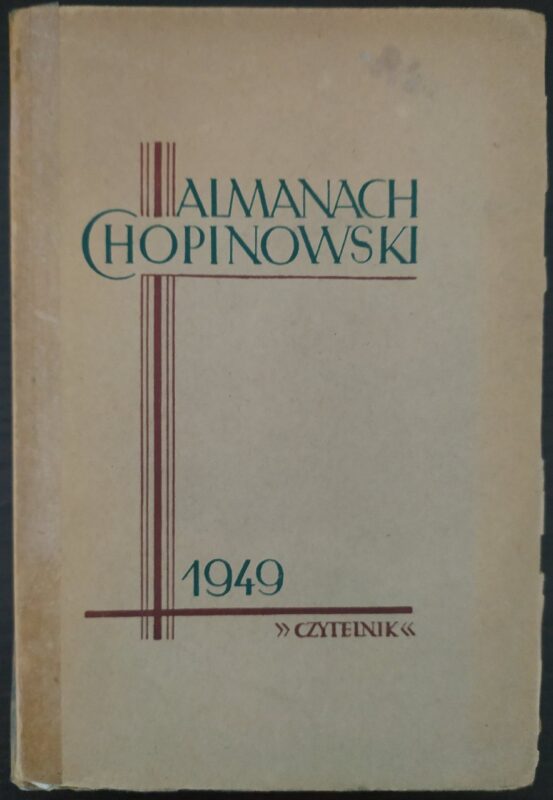 ALMANACH
CHOPINOWSKI
1949
»CZYTELNIK«